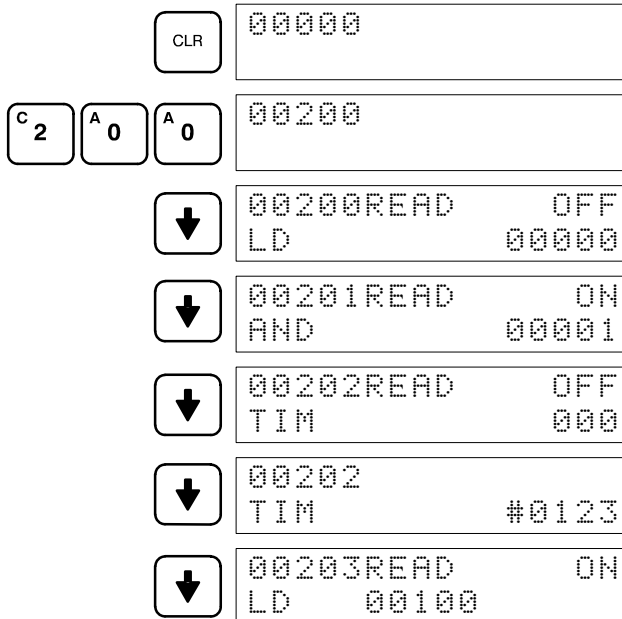 CLR
00000
C 2 A 0 A 0
00200
00200READ OFF
LD 00000
00201READ ON
AND 00001
00202READ OFF
TIM 000
00202
TIM #0123
00203READ ON
LD 00100